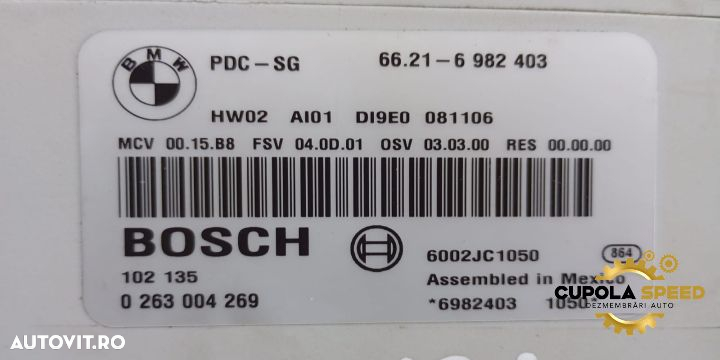 BMW
PDC-SG 66.21-6 982 403
HW02 AI01 DI9E0 081106
MCV 00.15.B8 FSV 04.0D.01 OSV 03.03.00 RES 00.00.00
BOSCH
6002JC1050 864
102 135 Assembled in Mexico
0 263 004 269 *6982403 1050*
CUPOLA SPEED
DEZMEMBRĂRI AUTO
AUTOVIT.RO